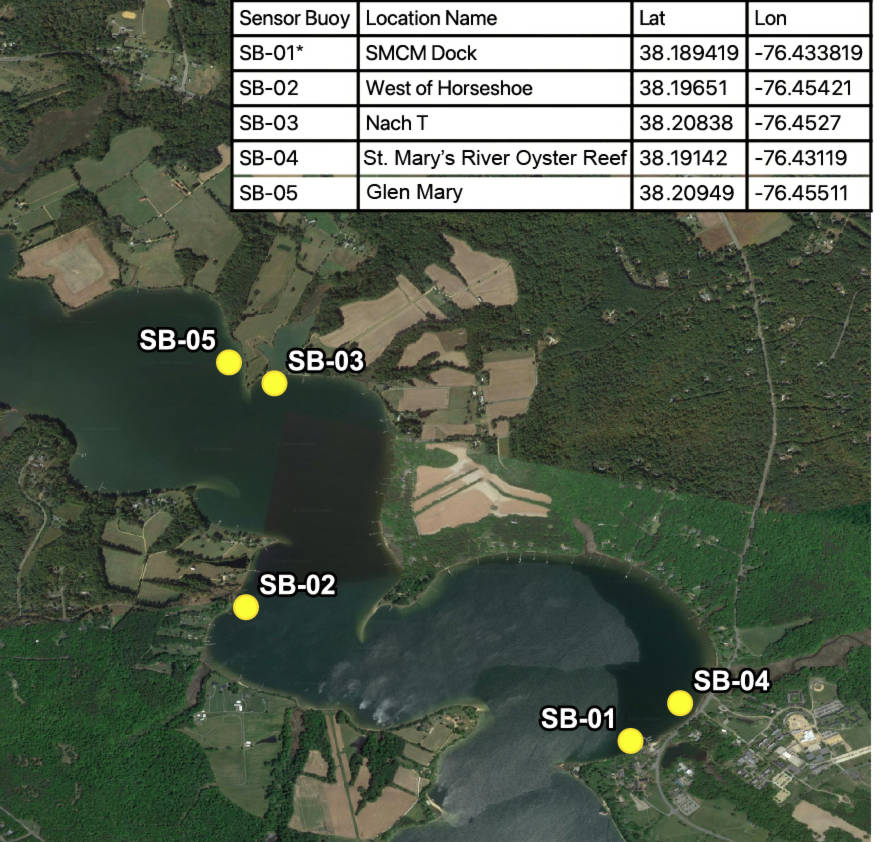 Sensor Buoy Location Name Lat Lon
SB-01* SMCM Dock 38.189419 -76.433819
SB-02 West of Horseshoe 38.19651 -76.45421
SB-03 Nach T 38.20838 -76.4527
SB-04 St. Mary's River Oyster Reef 38.19142 -76.43119
SB-05 Glen Mary 38.20949 -76.45511
SB-05
SB-03
SB-02
SB-04
SB-01